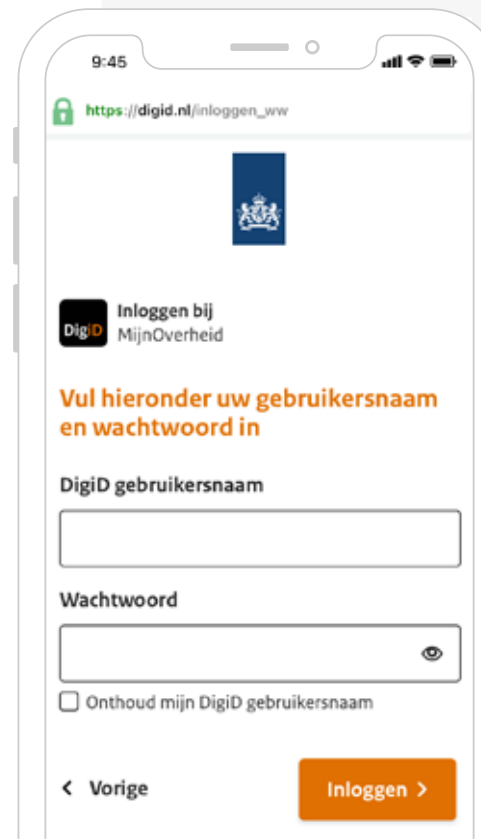 9:45
https://digid.nl/inloggen_ww
DigiD
Inloggen bij
MijnOverheid
Vul hieronder uw gebruikersnaam
en wachtwoord in
DigiD gebruikersnaam
Wachtwoord
Onthoud mijn DigiD gebruikersnaam
Vorige
Inloggen